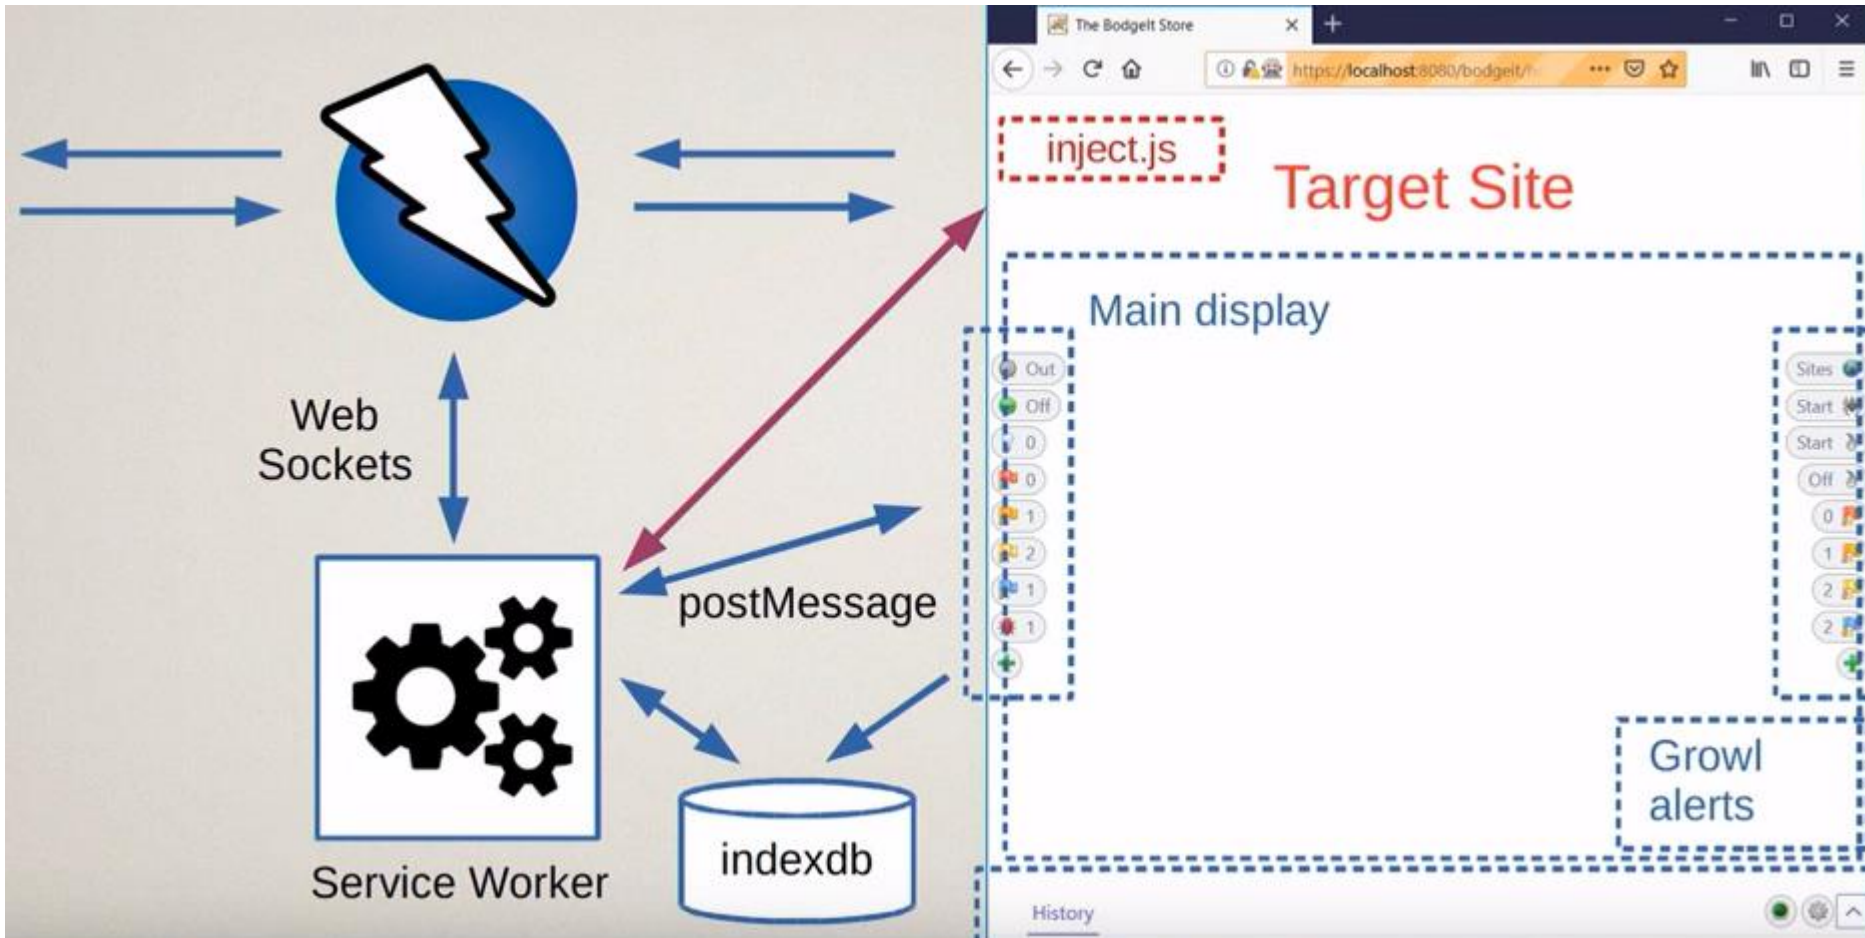 The BodgeIt Store
https://localhost:8080/bodgeit/
inject.js
Target Site
Main display
Web
Sockets
postMessage
Service Worker
indexdb
Out
Off
0
0
1
2
1
1
Sites
Start
Start
Off
0
1
2
2
Growl
alerts
History